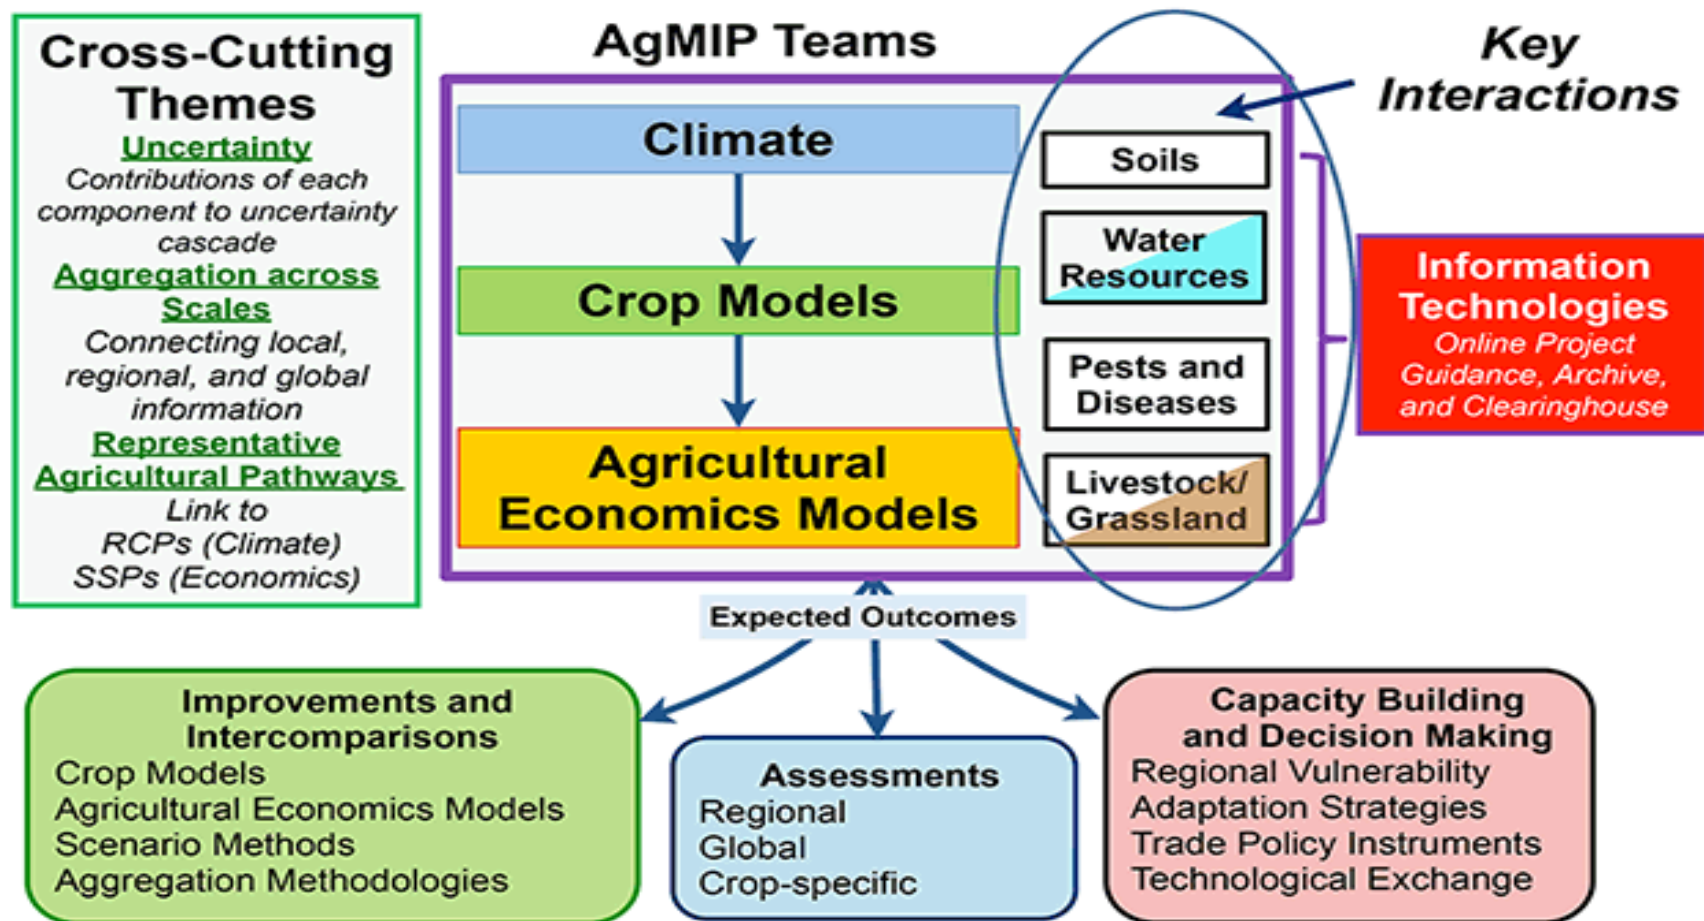 Cross-Cutting
Themes
Uncertainty
Contributions of each
component to uncertainty
cascade
Aggregation across
Scales
Connecting local,
regional, and global
information
Representative
Agricultural Pathways
Link to
RCPs (Climate)
SSPs (Economics)
AgMIP Teams
Climate
Crop Models
Agricultural
Economics Models
Soils
Water
Resources
Pests and
Diseases
Livestock/
Grassland
Key
Interactions
Information
Technologies
Online Project
Guidance, Archive,
and Clearinghouse
Expected Outcomes
Improvements and
Intercomparisons
Crop Models
Agricultural Economics Models
Scenario Methods
Aggregation Methodologies
Assessments
Regional
Global
Crop-specific
Capacity Building
and Decision Making
Regional Vulnerability
Adaptation Strategies
Trade Policy Instruments
Technological Exchange